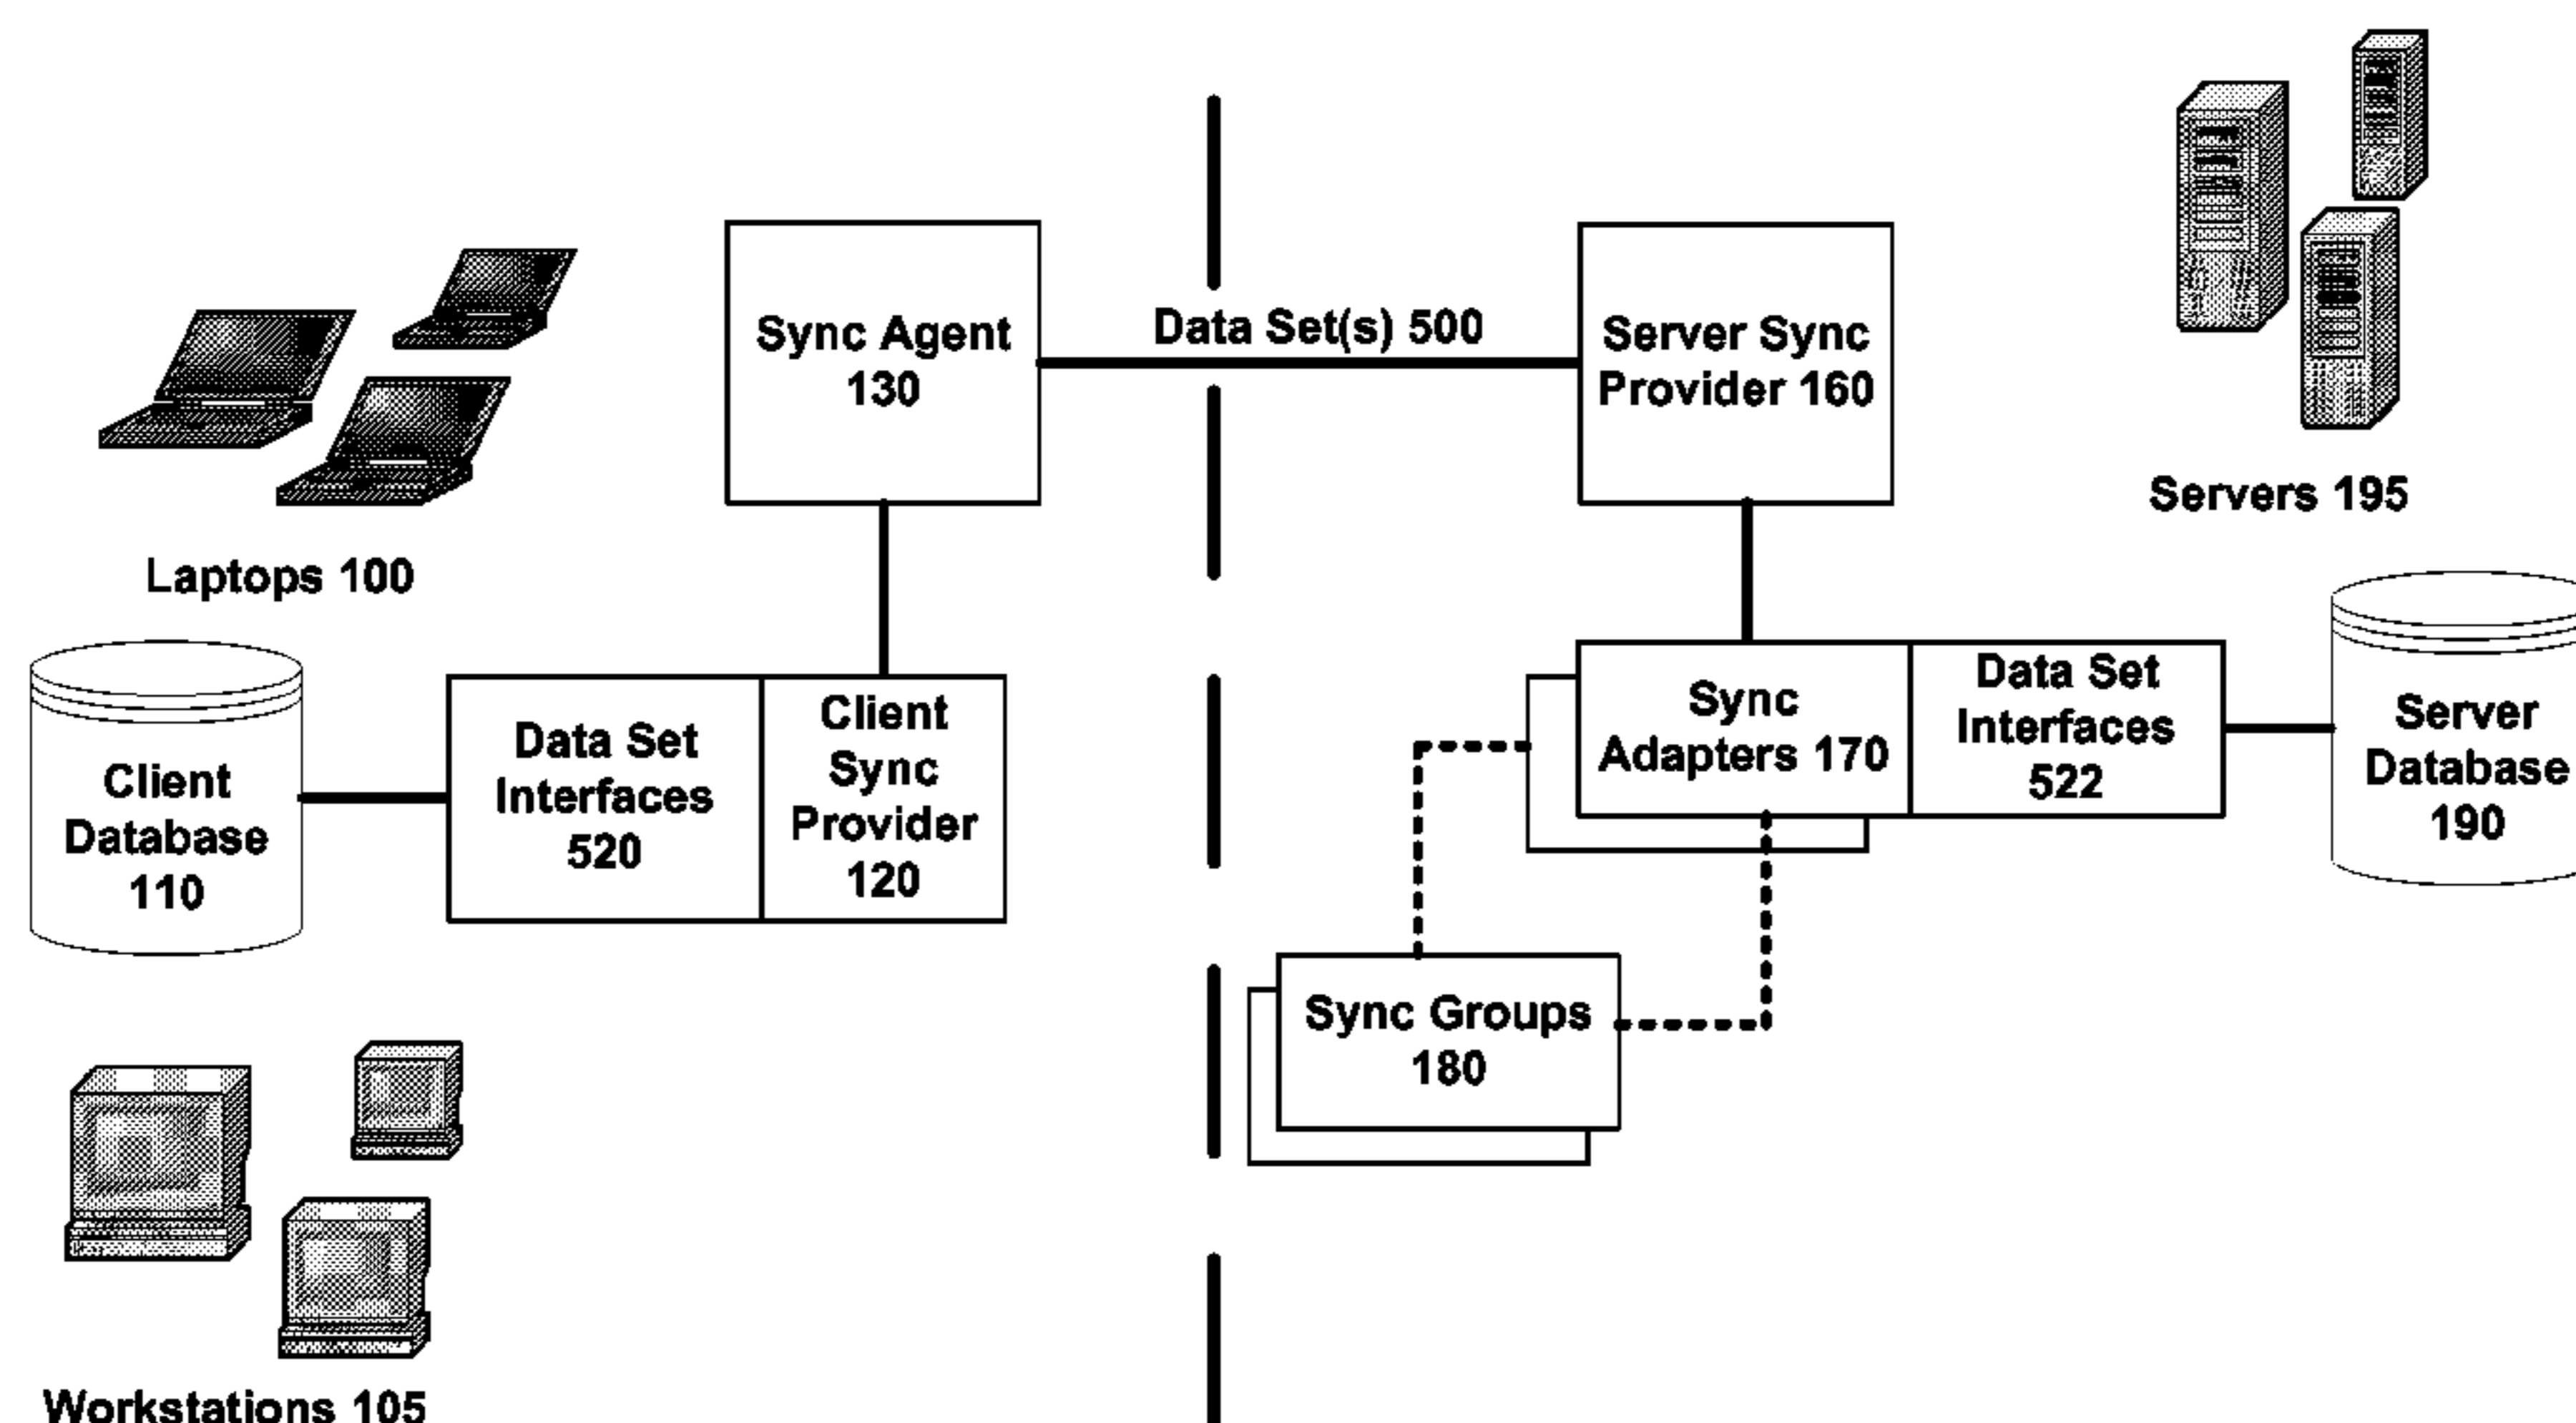 Sync Agent
130
Data Set(s) 500
Server Sync
Provider 160
Servers 195
Laptops 100
Client
Database
110
Data Set
Interfaces
520
Client
Sync
Provider
120
Sync
Adapters 170
Data Set
Interfaces
522
Server
Database
190
Sync Groups
180
Workstations 105